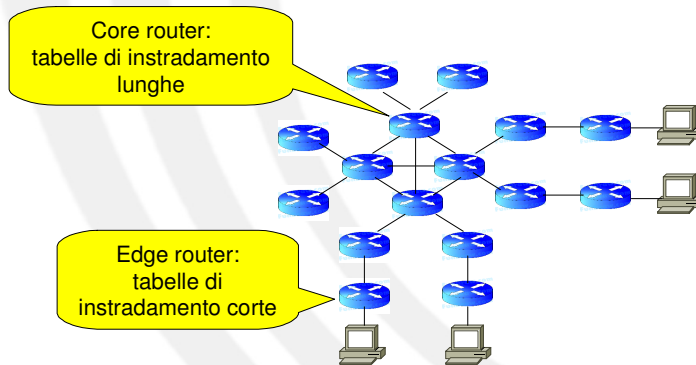 Core router:
tabelle di instradamento
lunghe
Edge router:
tabelle di
instradamento corte